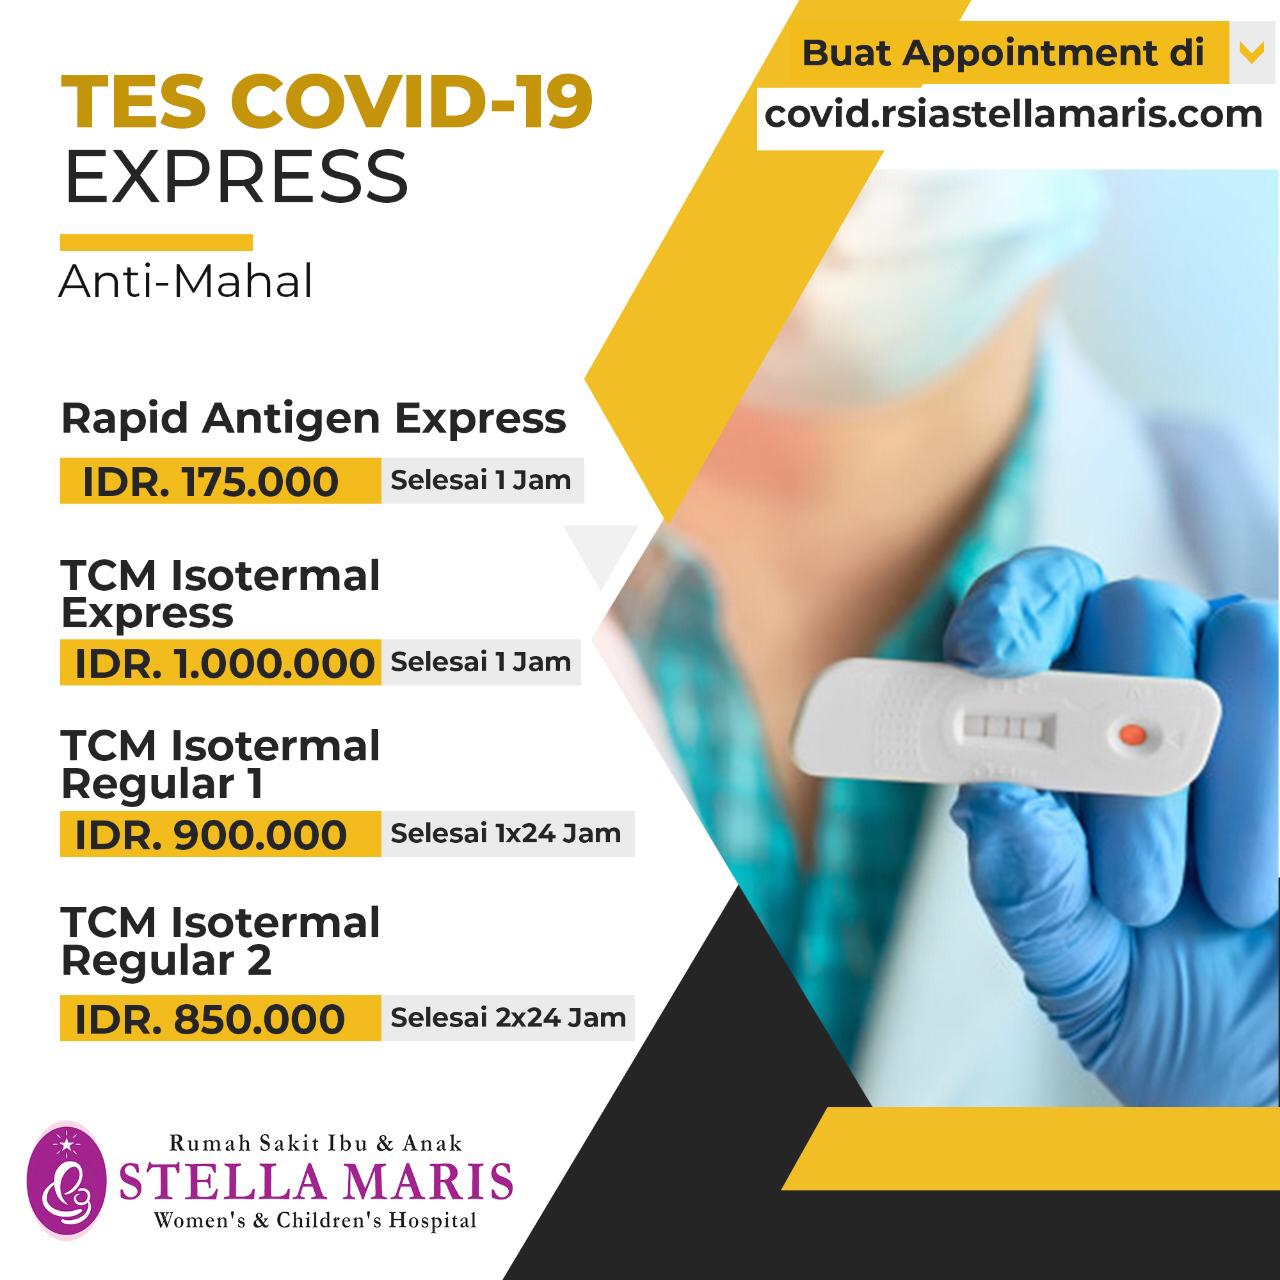 Buat Appointment di
covid.rsiastellamaris.com
TES COVID-19
EXPRESS
Anti-Mahal
Rapid Antigen Express
IDR. 175.000
Selesai 1 Jam
TCM Isotermal
Express
IDR. 1.000.000
Selesai 1 Jam
TCM Isotermal
Regular 1
IDR. 900.000
Selesai 1x24 Jam
TCM Isotermal
Regular 2
IDR. 850.000
Selesai 2x24 Jam
Rumah Sakit Ibu & Anak
STELLA MARIS
Women's & Children's Hospital